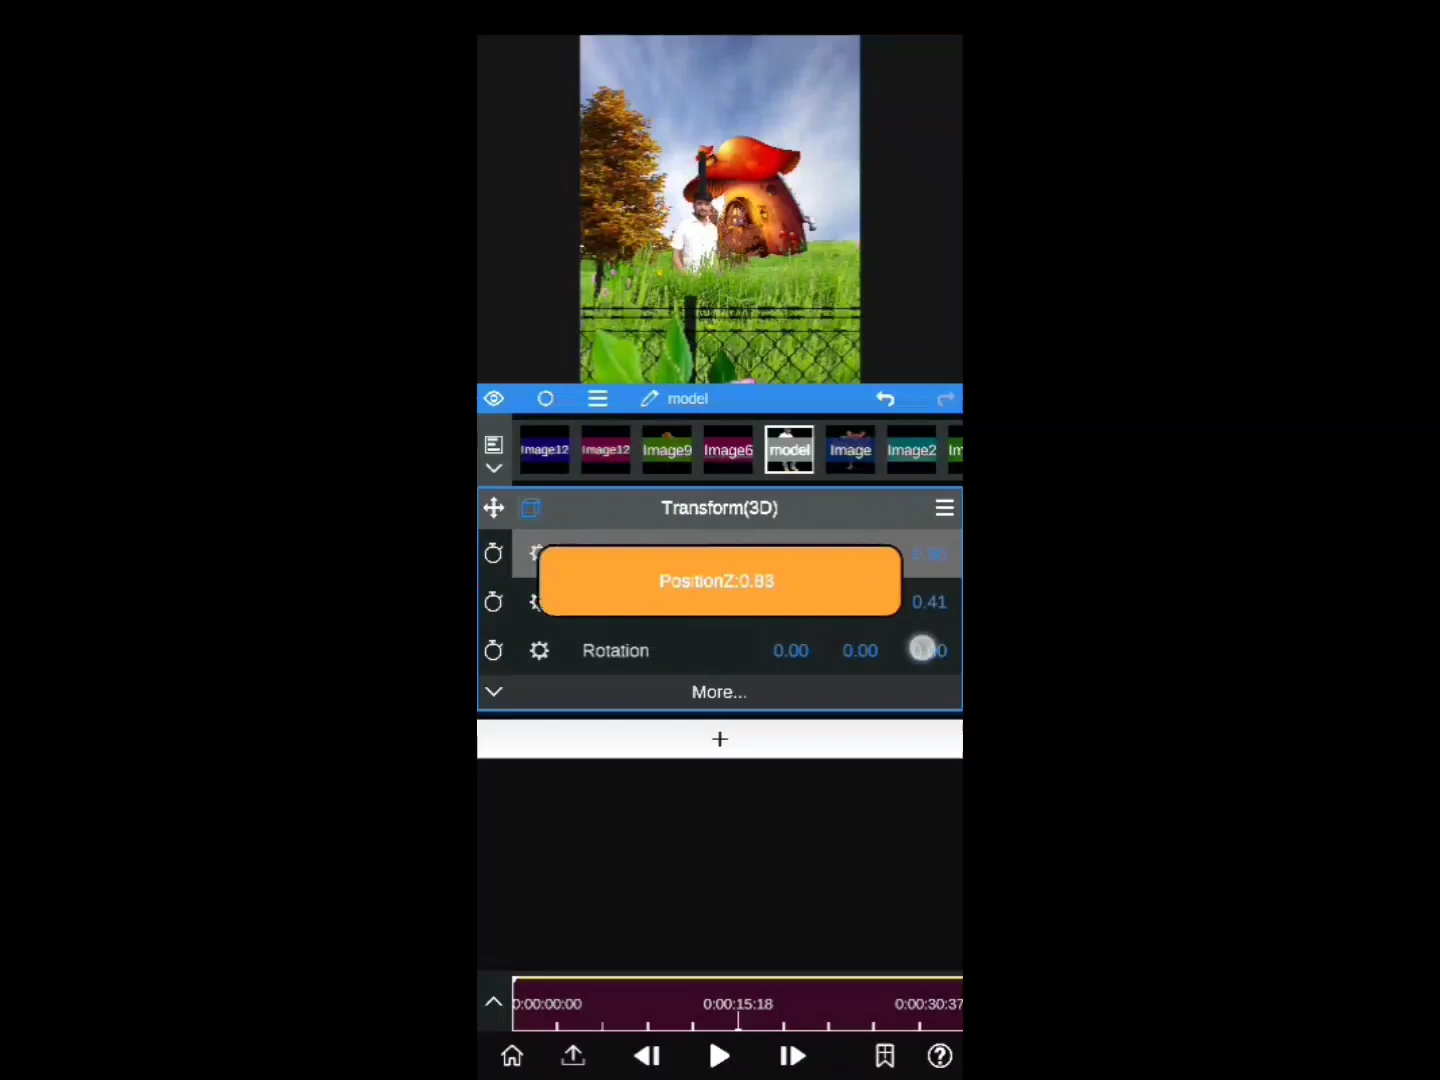 model
Image12 Image12 Image9 Image6 model Image Image2 Im
Transform(3D)
PositionZ:0.83
0.41
Rotation 0.00 0.00
More...
+
0:00:00:00 0:00:15:18 0:00:30:37